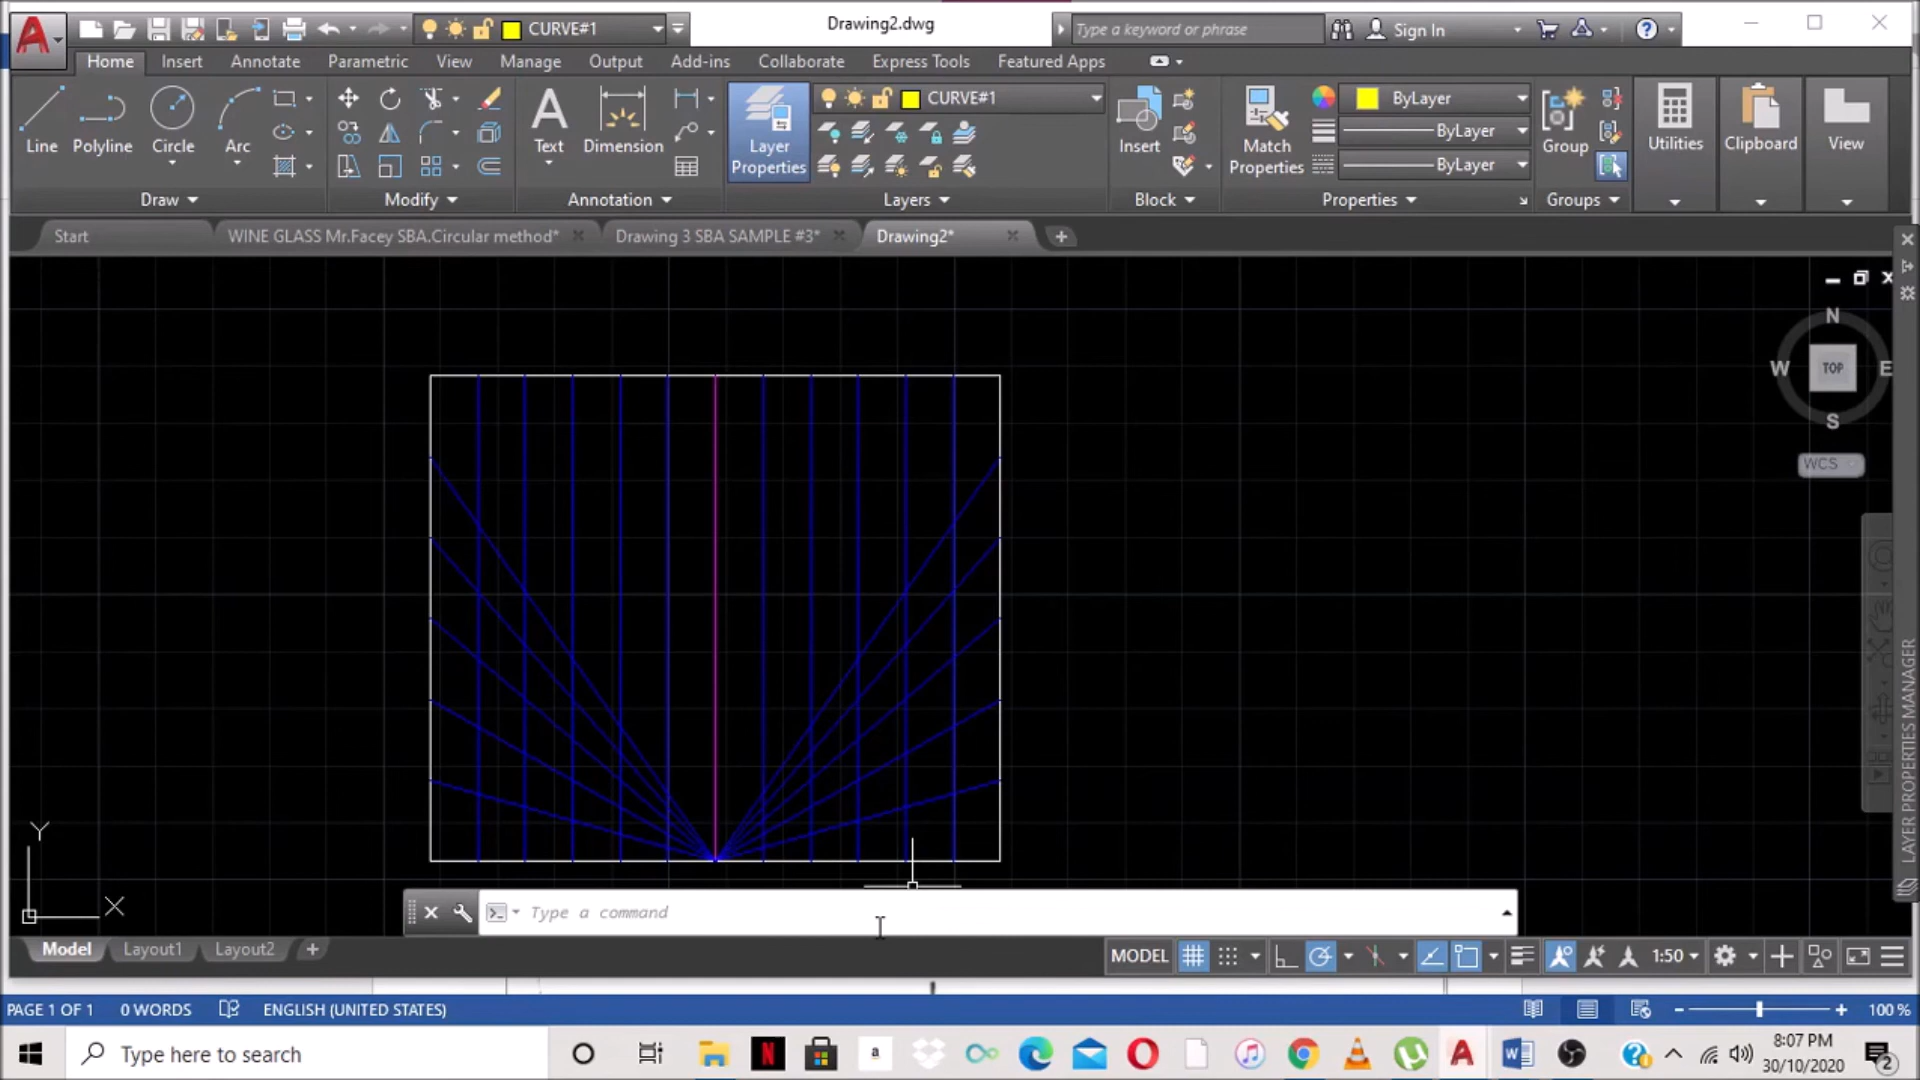 CURVE#1
Drawing2.dwg
Type a keyword or phrase
Sign In
Home Insert Annotate Parametric View Manage Output Add-ins Collaborate Express Tools Featured Apps
Line Polyline Circle Arc
Text Dimension
Layer Properties
CURVE#1
Insert
Match Properties
ByLayer
ByLayer
ByLayer
Group
Utilities
Clipboard
View
Draw Modify Annotation Layers Block Properties Groups
Start WINE GLASS Mr.Facey SBA.Circular method* Drawing 3 SBA SAMPLE #3* Drawing2*
N
W TOP E
S
WCS
LAYER PROPERTIES MANAGER
Y
X
Type a command
Model Layout1 Layout2
MODEL 1:50
PAGE 1 OF 1 0 WORDS ENGLISH (UNITED STATES) 100 %
Type here to search
N
a
A
W
8:07 PM
30/10/2020
2